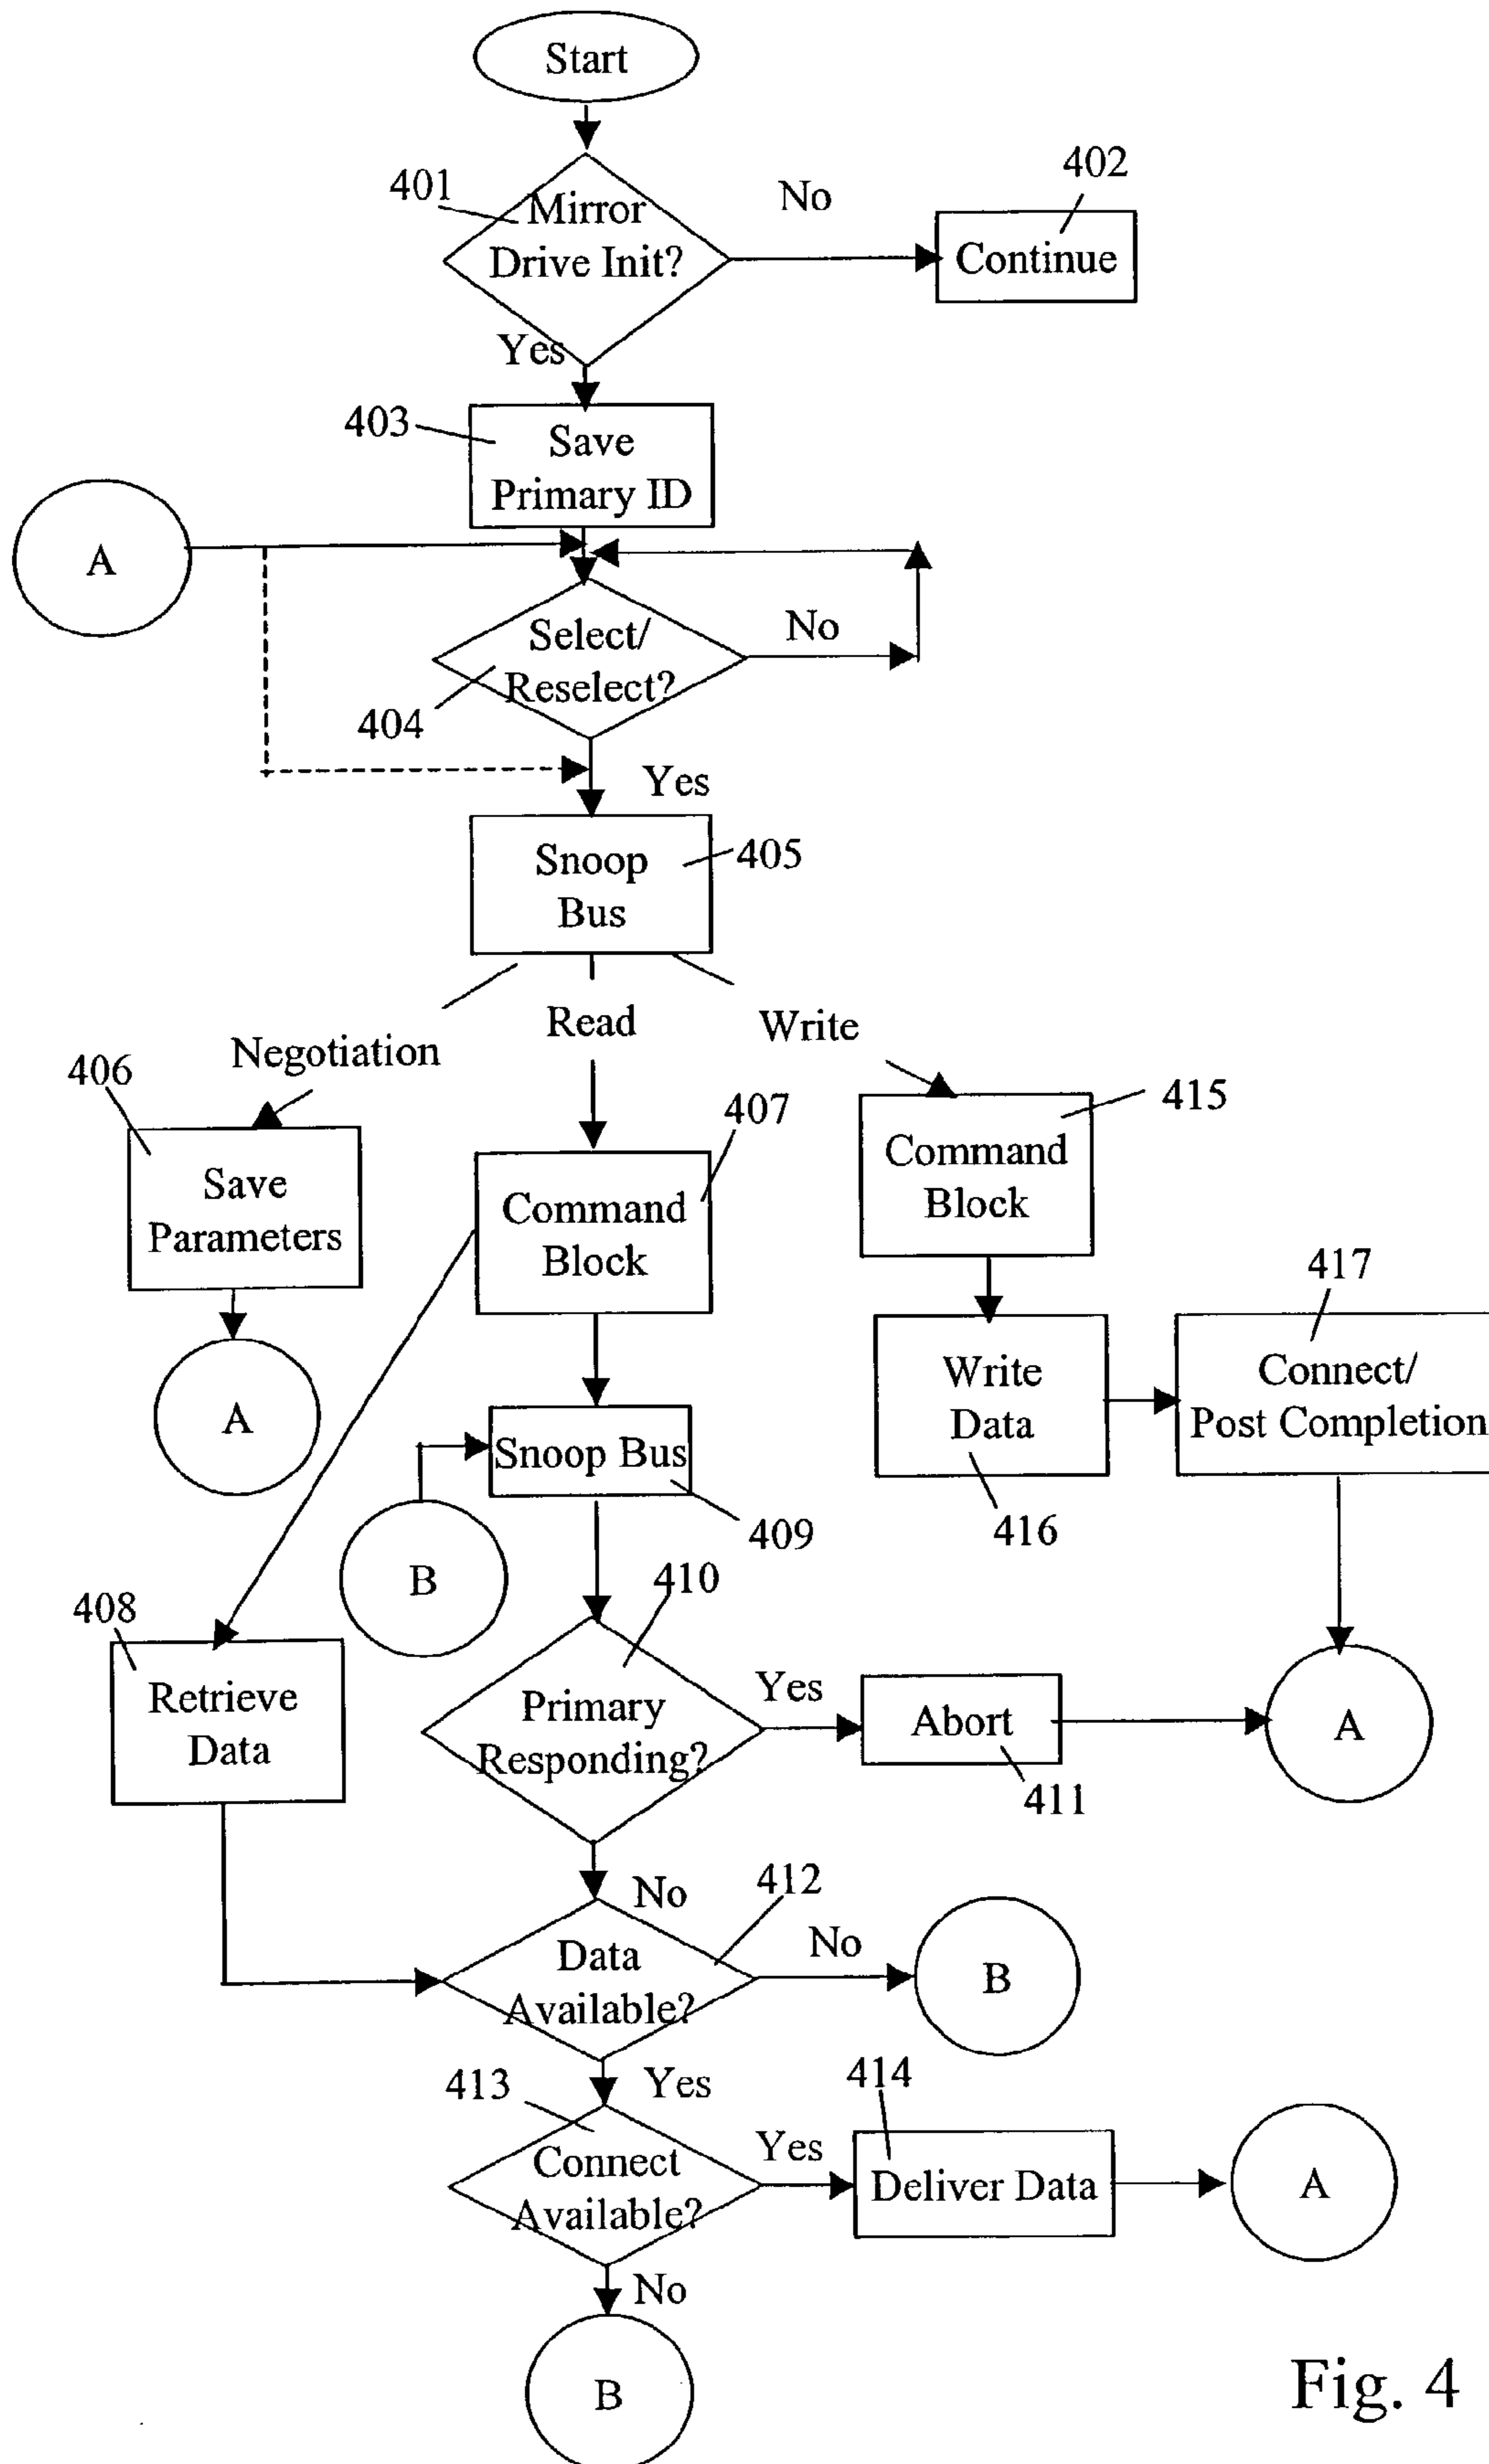 Start
401
Mirror
Drive Init?
No
402
Continue
Yes
403
Save
Primary ID
A
Select/
Reselect?
No
404
Yes
Snoop
Bus
405
Negotiation
Read
Write
406
Save
Parameters
A
407
Command
Block
415
Command
Block
Write
Data
416
417
Connect/
Post Completion
Snoop Bus
409
B
408
Retrieve
Data
410
Primary
Responding?
Yes
Abort
411
A
No
412
Data
Available?
No
B
Yes
413
Connect
Available?
Yes
414
Deliver Data
A
No
B
Fig. 4